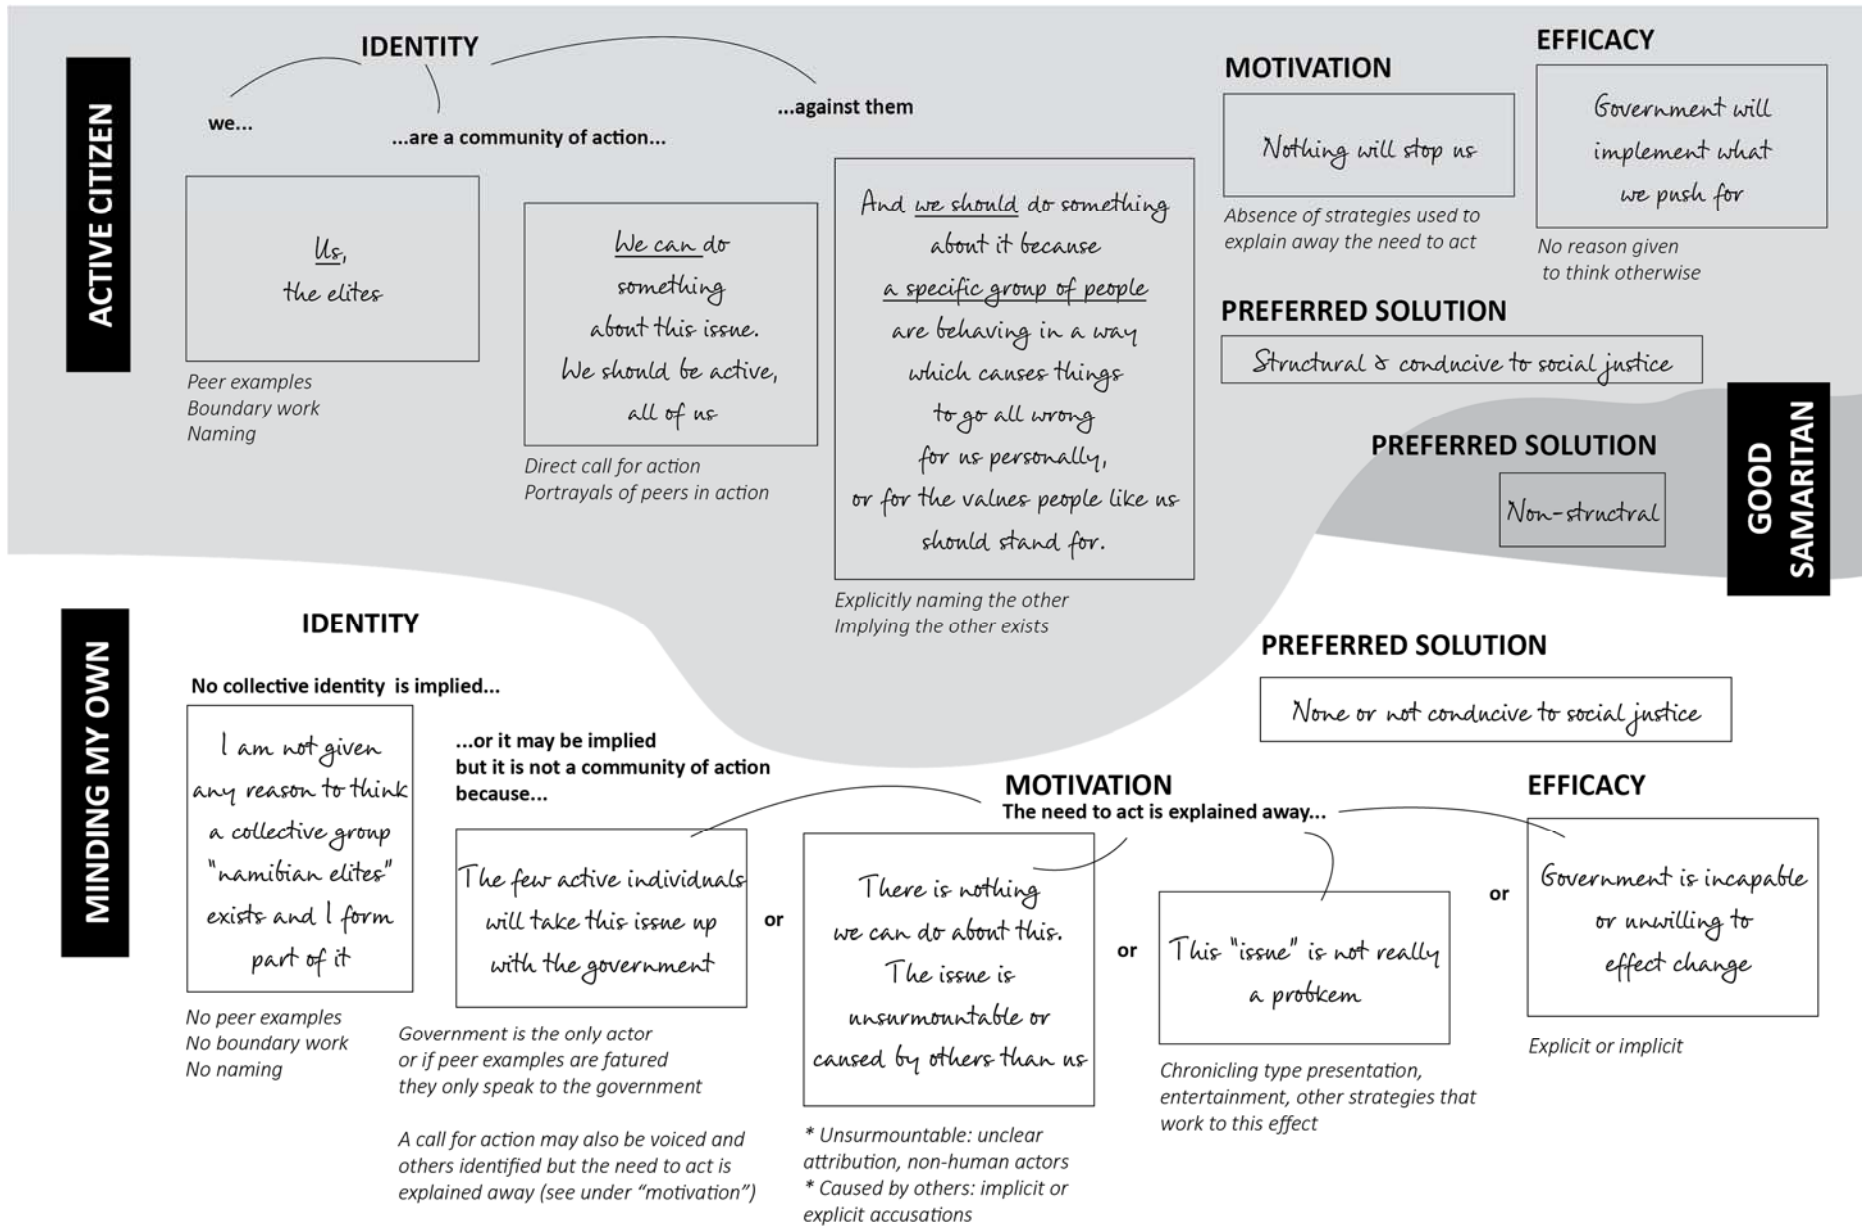 ACTIVE CITIZEN
IDENTITY
we...
...are a community of action...
...against them
Us,
the elites
Peer examples
Boundary work
Naming
We can do
something
about this issue.
We should be active,
all of us
Direct call for action
Portrayals of peers in action
And we should do something
about it because
a specific group of people
are behaving in a way
which causes things
to go all wrong
for us personally,
or for the values people like us
should stand for.
Explicitly naming the other
Implying the other exists
MOTIVATION
Nothing will stop us
Absence of strategies used to
explain away the need to act
EFFICACY
Government will
implement what
we push for
No reason given
to think otherwise
PREFERRED SOLUTION
Structural & conducive to social justice
GOOD
SAMARITAN
PREFERRED SOLUTION
Non-structral
MINDING MY OWN
IDENTITY
No collective identity is implied...
I am not given
any reason to think
a collective group
"namibian elites"
exists and I form
part of it
No peer examples
No boundary work
No naming
...or it may be implied
but it is not a community of action
because...
The few active individuals
will take this issue up
with the government
Government is the only actor
or if peer examples are fatured
they only speak to the government
A call for action may also be voiced and
others identified but the need to act is
explained away (see under “motivation”)
or
MOTIVATION
The need to act is explained away...
There is nothing
we can do about this.
The issue is
unsurmountable or
caused by others than us
* Unsurmountable: unclear
attribution, non-human actors
* Caused by others: implicit or
explicit accusations
or
This "issue" is not really
a probkem
Chronicling type presentation,
entertainment, other strategies that
work to this effect
or
PREFERRED SOLUTION
None or not conducive to social justice
EFFICACY
Government is incapable
or unwilling to
effect change
Explicit or implicit